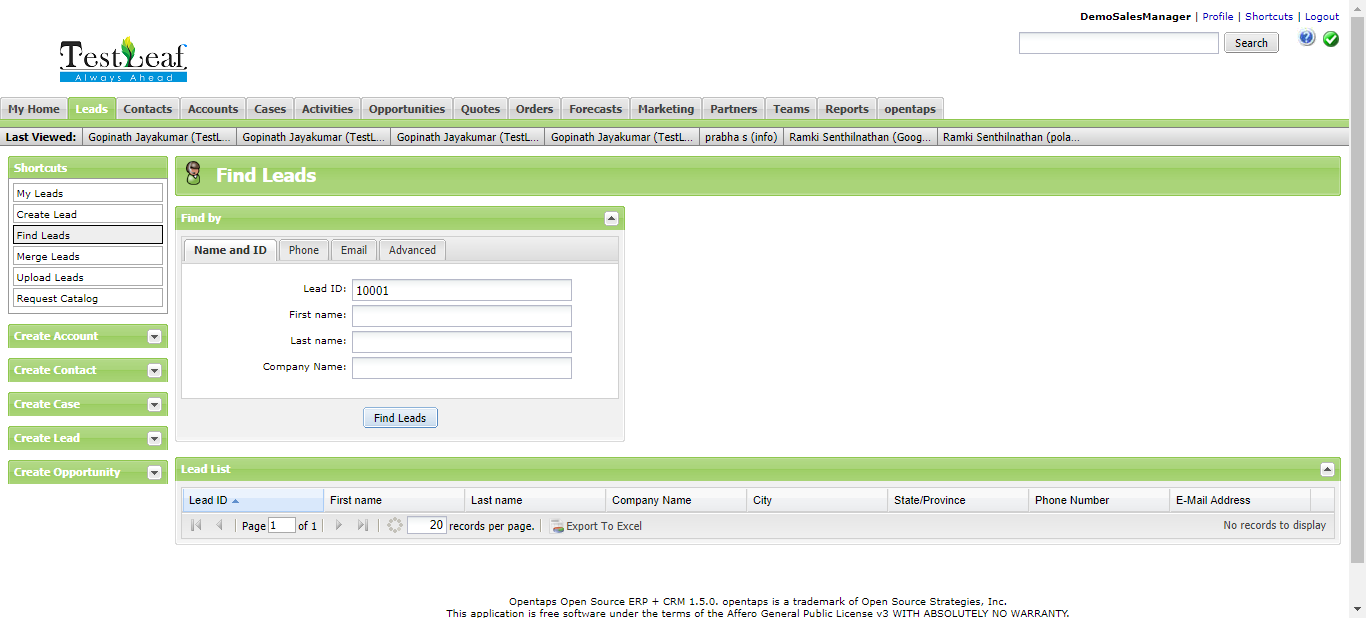 DemoSalesManager | Profile | Shortcuts | Logout
Search
TestLeaf
Always Ahead
My Home Leads Contacts Accounts Cases Activities Opportunities Quotes Orders Forecasts Marketing Partners Teams Reports opentaps
Last Viewed: Gopinath Jayakumar (TestL... Gopinath Jayakumar (TestL... Gopinath Jayakumar (TestL... Gopinath Jayakumar (TestL... prabha s (info) Ramki Senthilnathan (Goog... Ramki Senthilnathan (pola...
Shortcuts
My Leads
Create Lead
Find Leads
Merge Leads
Upload Leads
Request Catalog
Create Account
Create Contact
Create Case
Create Lead
Create Opportunity
Find Leads
Find by
Name and ID Phone Email Advanced
Lead ID: 10001
First name:
Last name:
Company Name:
Find Leads
Lead List
Lead ID First name Last name Company Name City State/Province Phone Number E-Mail Address
Page 1 of 1 20 records per page. Export To Excel No records to display
Opentaps Open Source ERP + CRM 1.5.0. opentaps is a trademark of Open Source Strategies, Inc.
This application is free software under the terms of the Affero General Public License v3 WITH ABSOLUTELY NO WARRANTY.